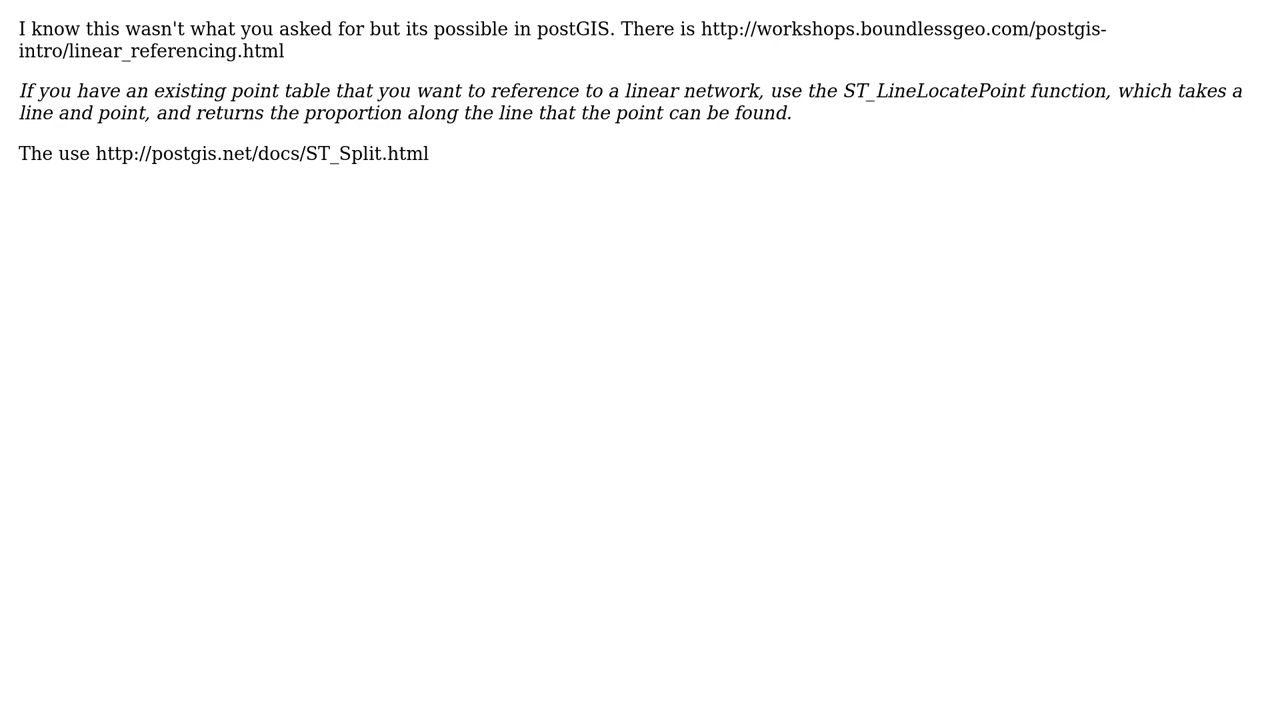 I know this wasn't what you asked for but its possible in postGIS. There is http://workshops.boundlessgeo.com/postgis-
intro/linear_referencing.html
If you have an existing point table that you want to reference to a linear network, use the ST_LineLocatePoint function, which takes a
line and point, and returns the proportion along the line that the point can be found.
The use http://postgis.net/docs/ST_Split.html